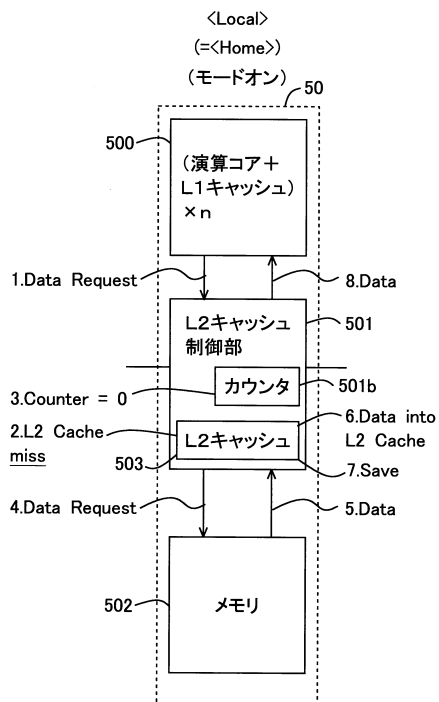 <Local>
(=<Home>)
(モードオン)
50
500
(演算コア+
L1キャッシュ)
×n
1.Data Request
8.Data
L2キャッシュ
制御部
501
カウンタ
501b
3.Counter = 0
2.L2 Cache
miss
L2キャッシュ
503
6.Data into
L2 Cache
7.Save
4.Data Request
5.Data
502
メモリ